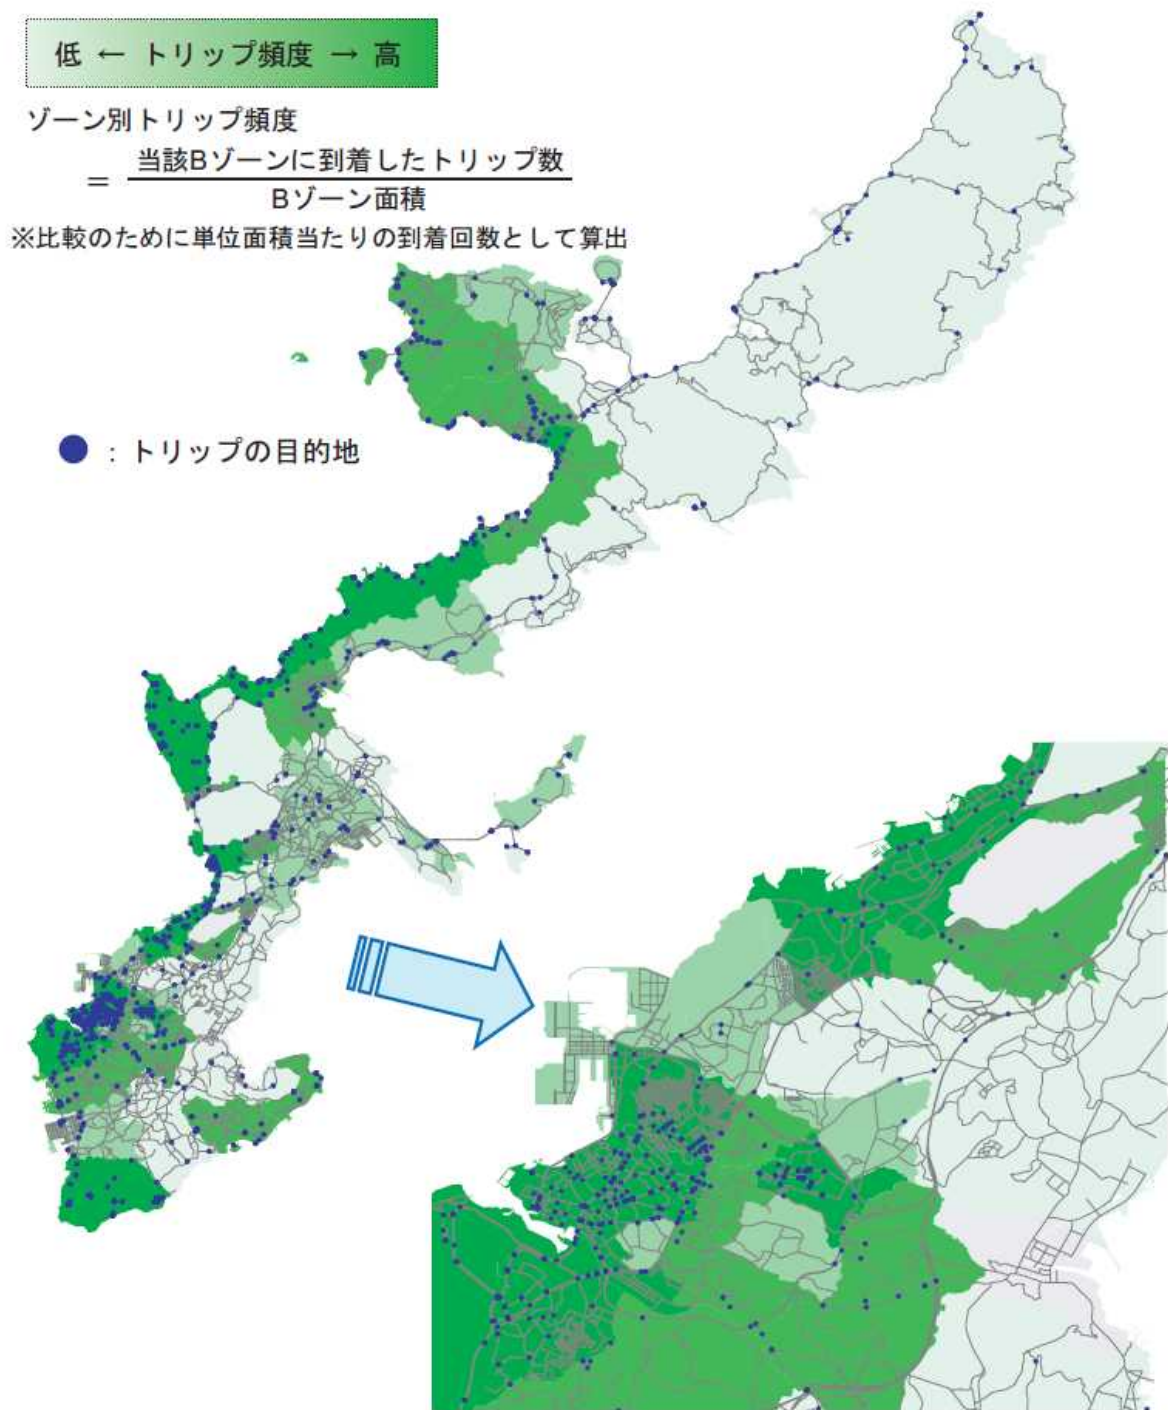 低 ← トリップ頻度 → 高
ゾーン別トリップ頻度
= 当該Bゾーンに到着したトリップ数
Bゾーン面積
※比較のために単位面積当たりの到着回数として算出
● : トリップの目的地